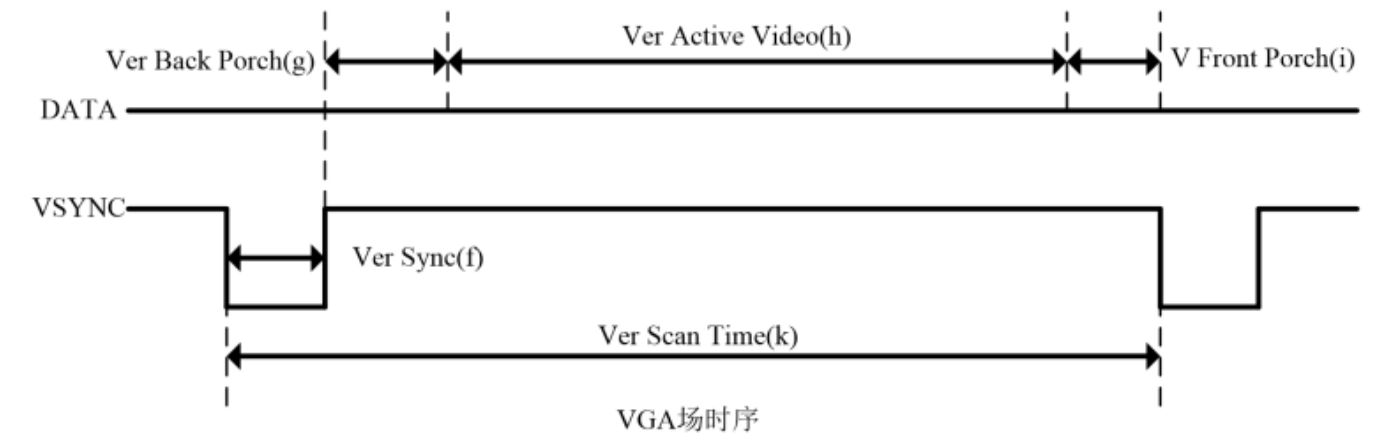 Ver Active Video(h)
Ver Back Porch(g)
V Front Porch(i)
DATA
VSYNC
Ver Sync(f)
Ver Scan Time(k)
VGA场时序